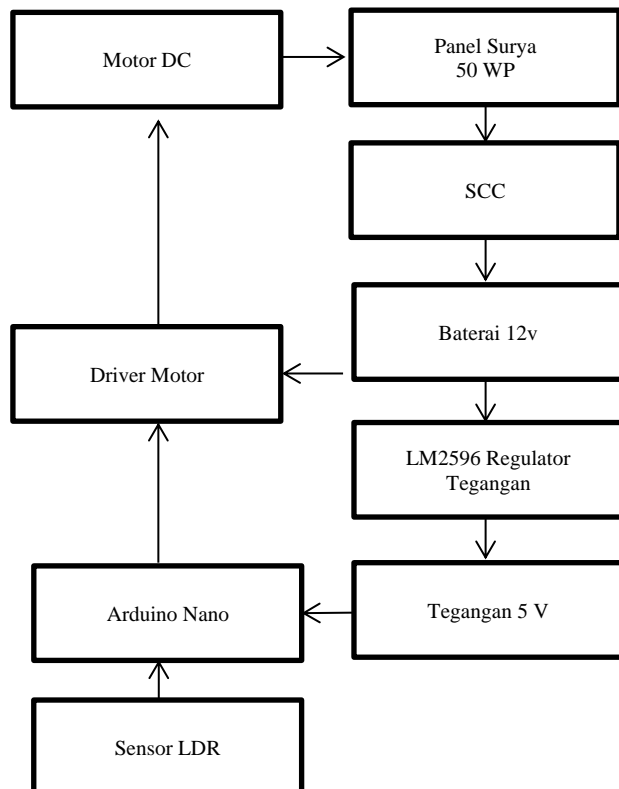 Motor DC
Panel Surya
50 WP
SCC
Baterai 12v
Driver Motor
LM2596 Regulator
Tegangan
Arduino Nano
Tegangan 5 V
Sensor LDR